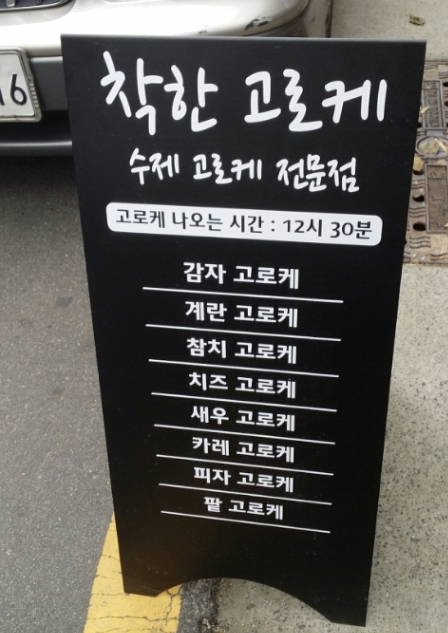 16
착한 고로케
수제 고로케 전문점
고로케 나오는 시간 : 12시 30분
감자 고로케
계란 고로케
참치 고로케
치즈 고로케
새우 고로케
카레 고로케
피자 고로케
팥 고로케